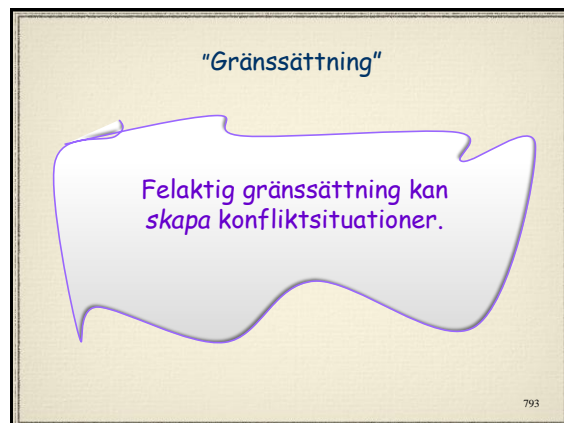 ”Gränssättning”
Felaktig gränssättning kan
skapa konfliktsituationer.
793